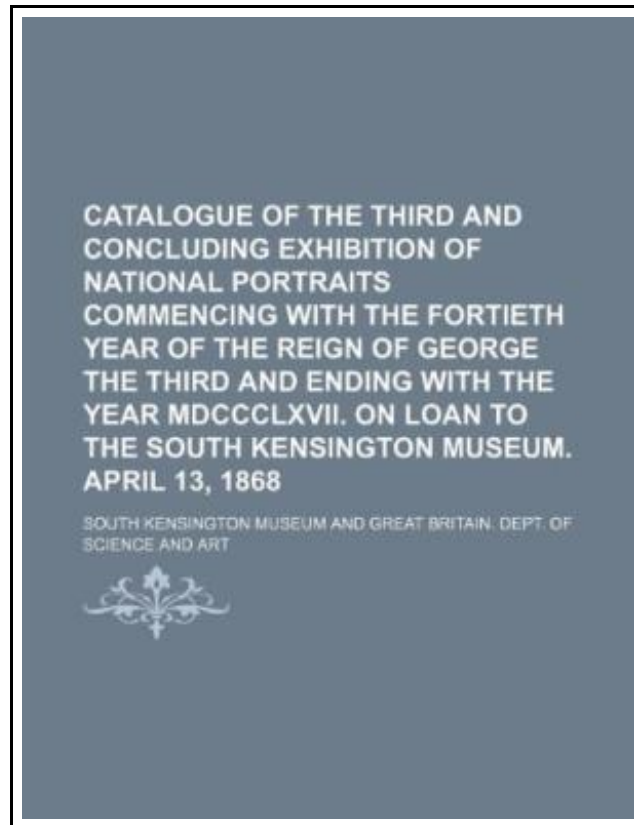 CATALOGUE OF THE THIRD AND
CONCLUDING EXHIBITION OF
NATIONAL PORTRAITS
COMMENCING WITH THE FORTIETH
YEAR OF THE REIGN OF GEORGE
THE THIRD AND ENDING WITH THE
YEAR MDCCCLXVII. ON LOAN TO
THE SOUTH KENSINGTON MUSEUM.
APRIL 13, 1868
SOUTH KENSINGTON MUSEUM AND GREAT BRITAIN. DEPT. OF
SCIENCE AND ART